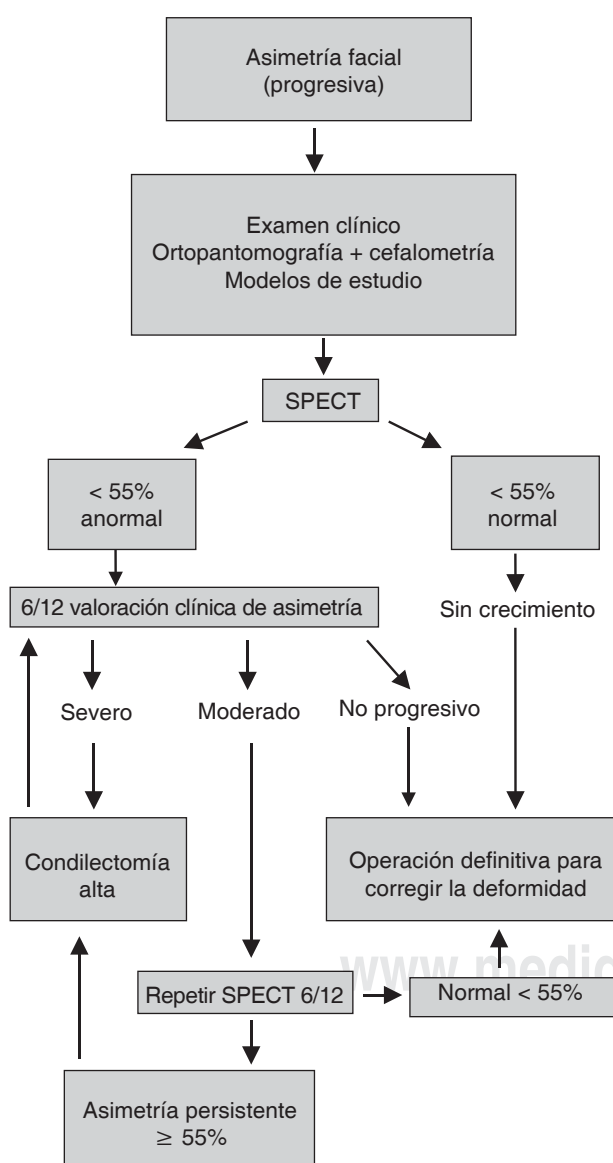 Asimetría facial
(progresiva)
Examen clínico
Ortopantomografía + cefalometría
Modelos de estudio
SPECT
< 55%
anormal
< 55%
normal
6/12 valoración clínica de asimetría
Sin crecimiento
Severo
Moderado
No progresivo
Condilectomía
alta
Operación definitiva para
corregir la deformidad
Repetir SPECT 6/12
Normal < 55%
Asimetría persistente
≥ 55%